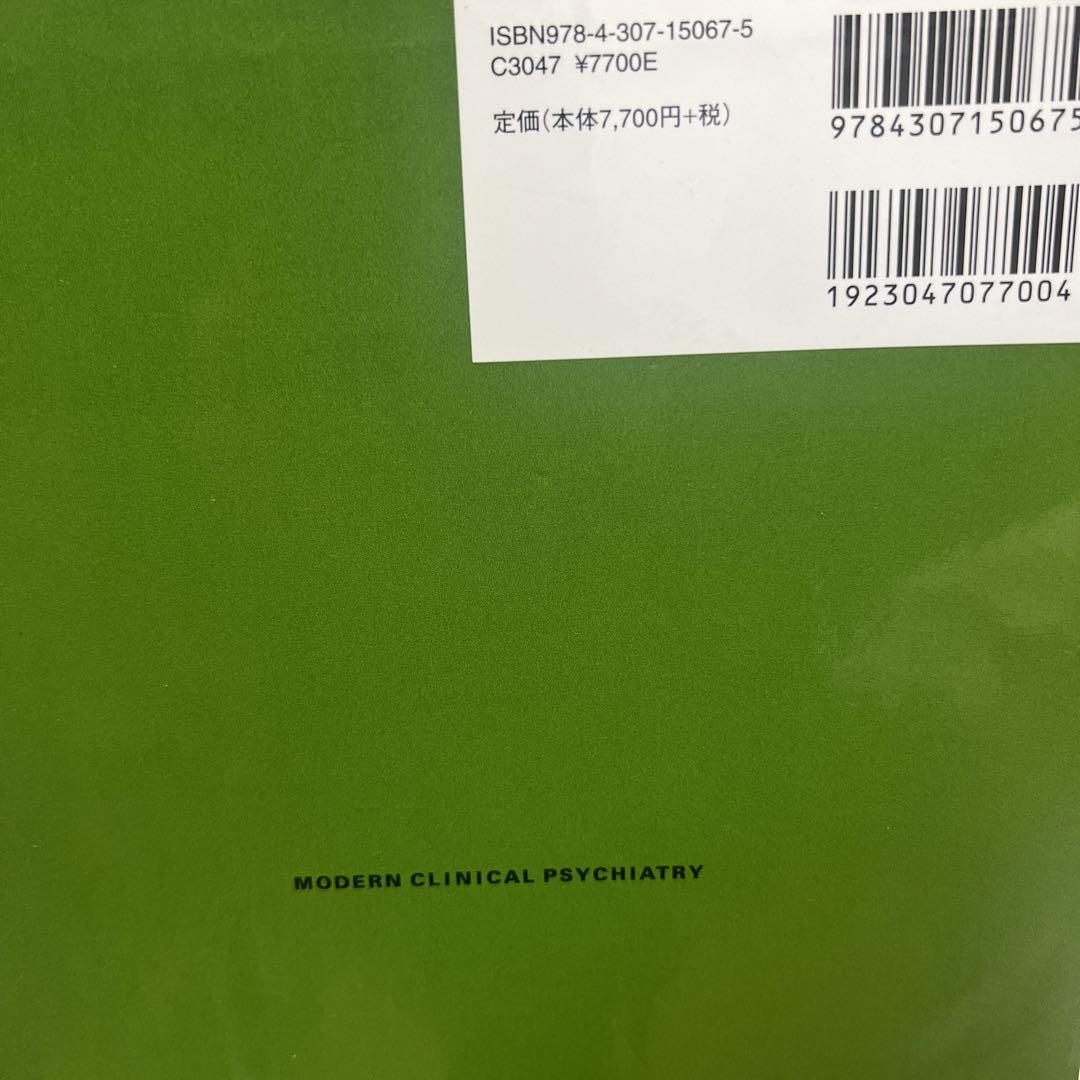 ISBN978-4-307-15067-5
C3047 ¥7700E
定価(本体7,700円+税)
9784307150675
1923047077004
MODERN CLINICAL PSYCHIATRY